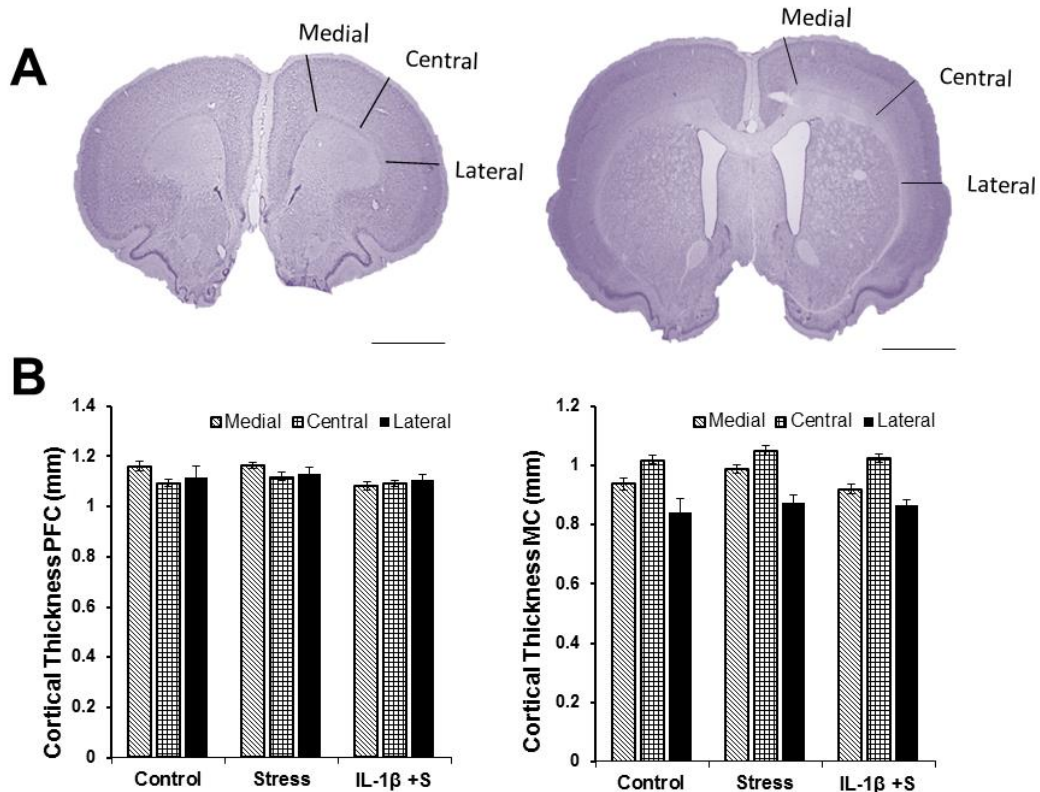 A
Medial
Central
Lateral
Medial
Central
Lateral
B
Cortical Thickness PFC (mm)
1.4
1.2
1
0.8
0.6
0.4
0.2
0
Medial Central Lateral
Control Stress IL-1β +S
Cortical Thickness MC (mm)
1.2
1
0.8
0.6
0.4
0.2
0
Medial Central Lateral
Control Stress IL-1β +S